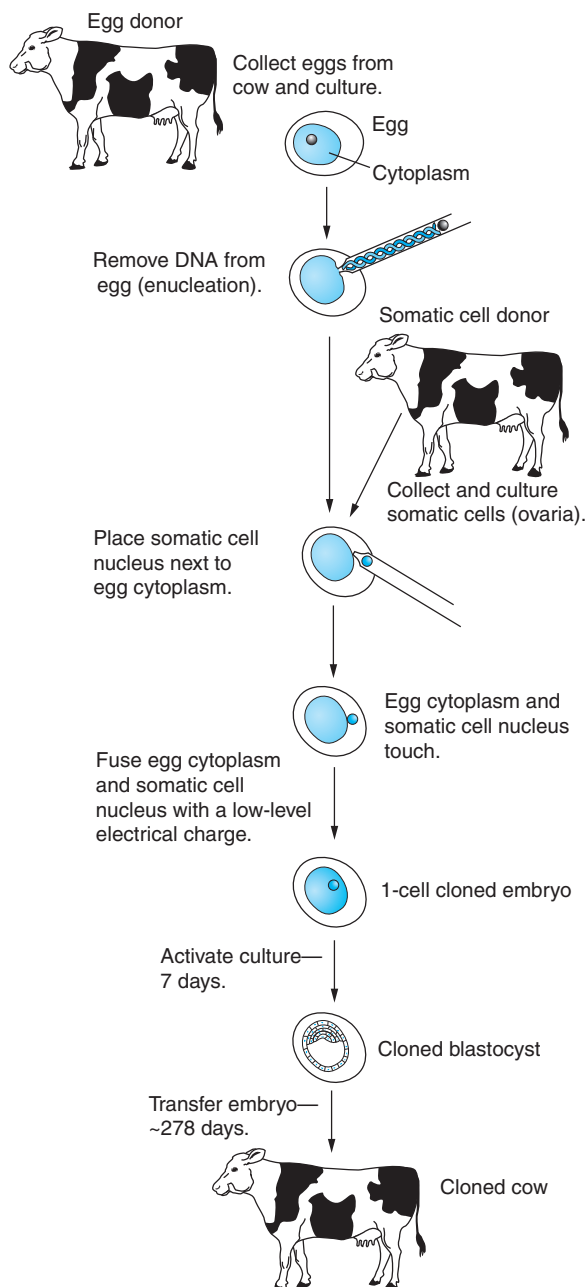 Egg donor
Collect eggs from
cow and culture.
Egg
Cytoplasm
Remove DNA from
egg (enucleation).
Somatic cell donor
Collect and culture
somatic cells (ovaria).
Place somatic cell
nucleus next to
egg cytoplasm.
Egg cytoplasm and
somatic cell nucleus
touch.
Fuse egg cytoplasm
and somatic cell
nucleus with a low-level
electrical charge.
1-cell cloned embryo
Activate culture—
7 days.
Cloned blastocyst
Transfer embryo—
~278 days.
Cloned cow